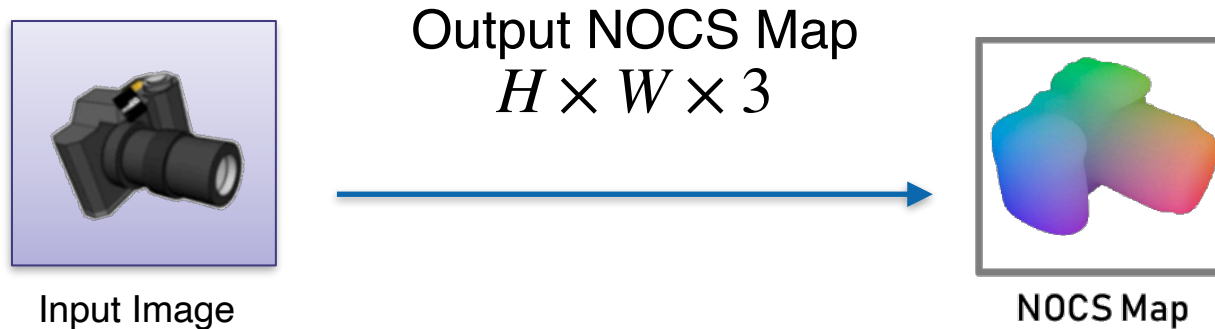 Output NOCS Map
H × W × 3
Input Image
NOCS Map